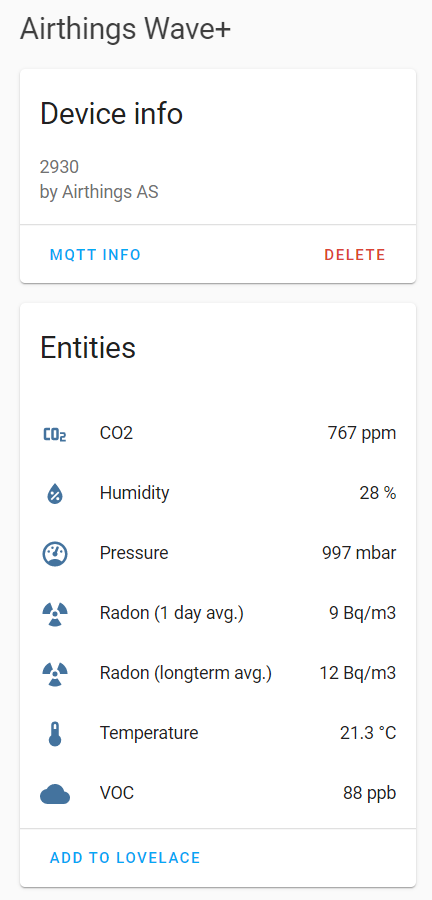 Airthings Wave+
Device info
2930
by Airthings AS
MQTT INFO DELETE
Entities
CO2 CO2 767 ppm
Humidity 28 %
Pressure 997 mbar
Radon (1 day avg.) 9 Bq/m3
Radon (longterm avg.) 12 Bq/m3
Temperature 21.3 °C
VOC 88 ppb
ADD TO LOVELACE